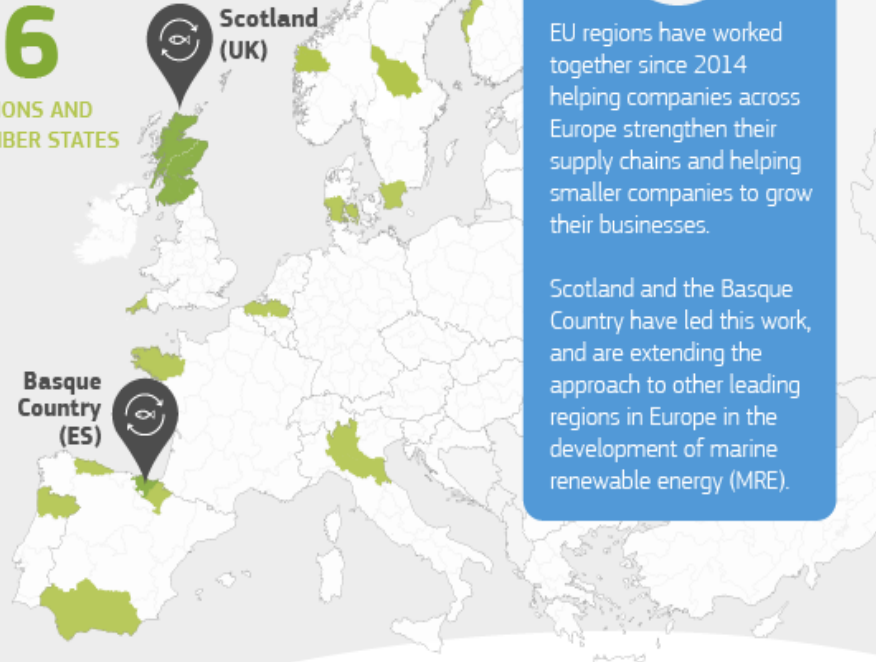 6
IONS AND
BER STATES
Scotland
(UK)
Basque
Country
(ES)
EU regions have worked
together since 2014
helping companies across
Europe strengthen their
supply chains and helping
smaller companies to grow
their businesses.
Scotland and the Basque
Country have led this work,
and are extending the
approach to other leading
regions in Europe in the
development of marine
renewable energy (MRE).